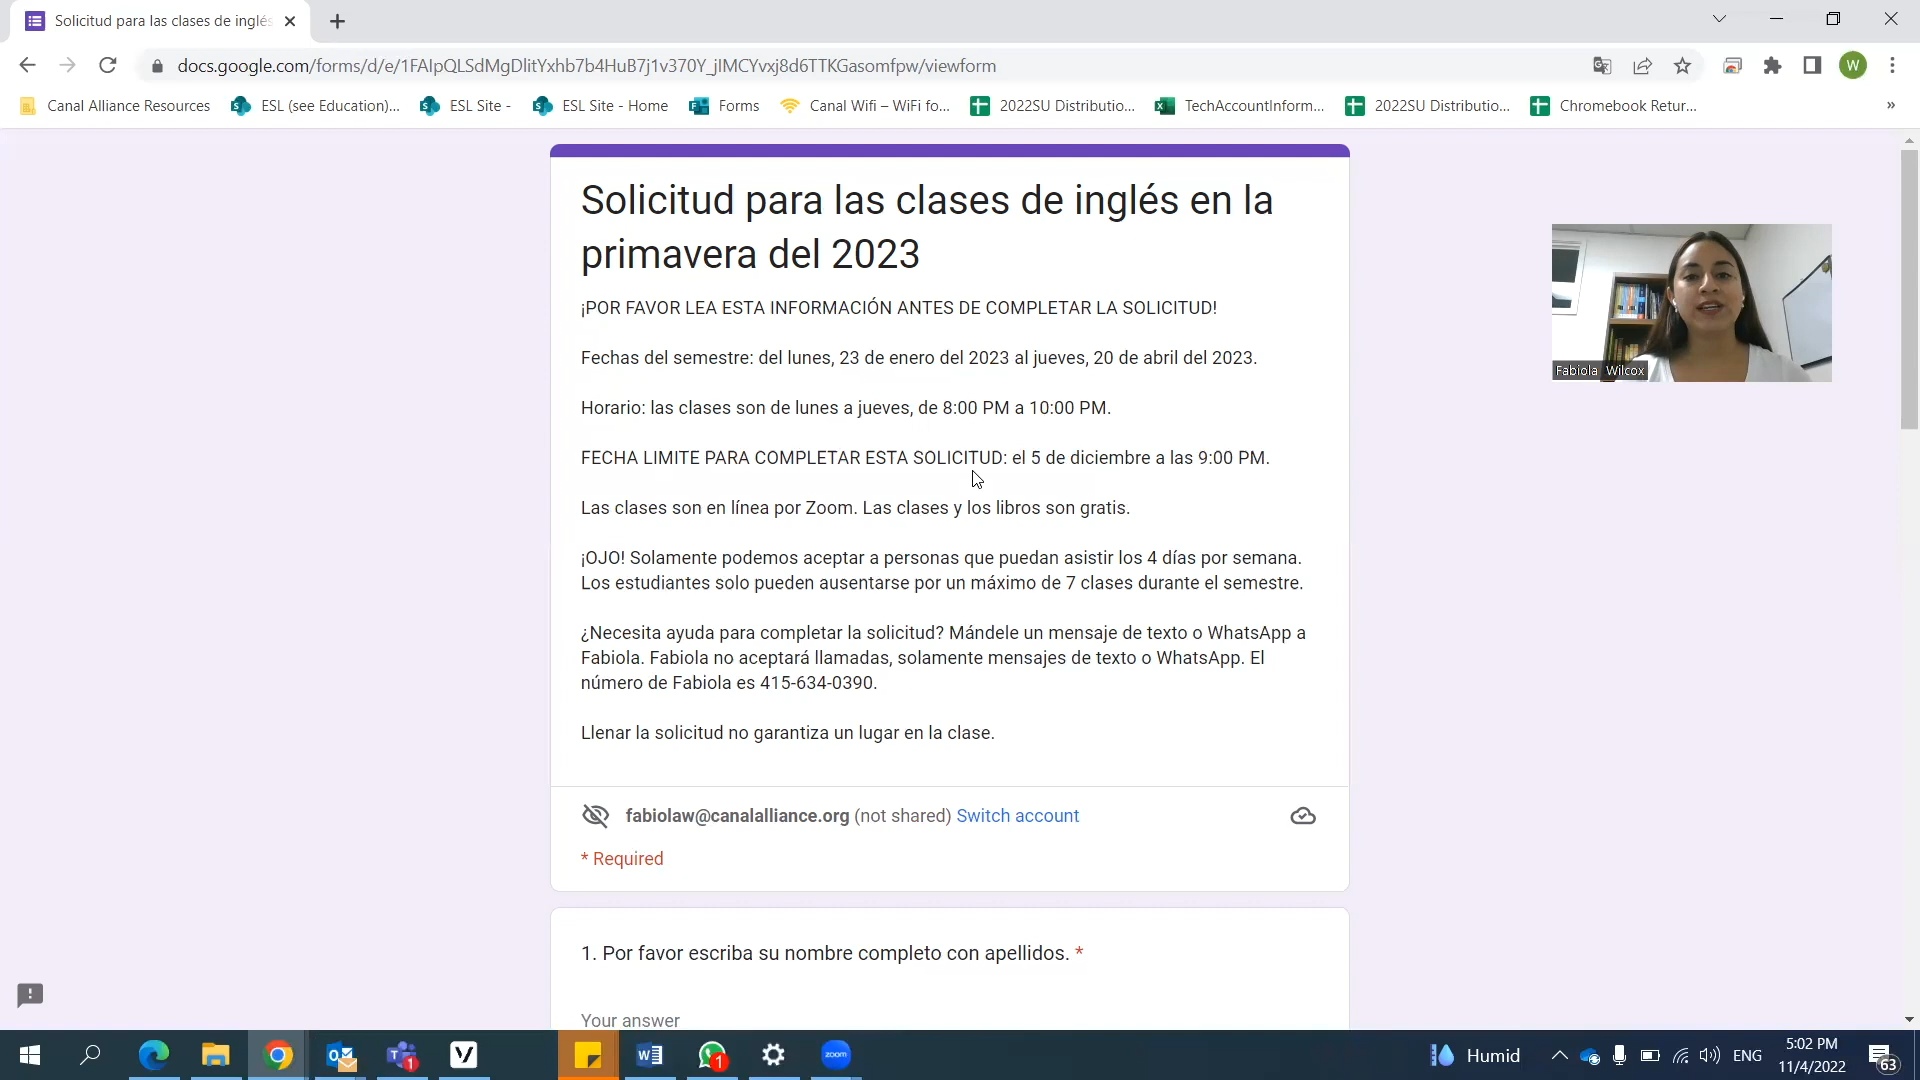 Solicitud para las clases de inglés
docs.google.com/forms/d/e/1FAIpQLSdMgDlitYxhb7b4HuB7j1v370Y_jIMCYvxj8d6TTKGasomfpw/viewform
W
Canal Alliance Resources
ESL (see Education)...
ESL Site -
ESL Site - Home
Forms
Canal Wifi – WiFi fo...
2022SU Distributio...
TechAccountInform...
2022SU Distributio...
Chromebook Retur...
»
Solicitud para las clases de inglés en la
primavera del 2023
¡POR FAVOR LEA ESTA INFORMACIÓN ANTES DE COMPLETAR LA SOLICITUD!
Fechas del semestre: del lunes, 23 de enero del 2023 al jueves, 20 de abril del 2023.
Horario: las clases son de lunes a jueves, de 8:00 PM a 10:00 PM.
FECHA LIMITE PARA COMPLETAR ESTA SOLICITUD: el 5 de diciembre a las 9:00 PM.
Las clases son en línea por Zoom. Las clases y los libros son gratis.
¡OJO! Solamente podemos aceptar a personas que puedan asistir los 4 días por semana.
Los estudiantes solo pueden ausentarse por un máximo de 7 clases durante el semestre.
¿Necesita ayuda para completar la solicitud? Mándele un mensaje de texto o WhatsApp a
Fabiola. Fabiola no aceptará llamadas, solamente mensajes de texto o WhatsApp. El
número de Fabiola es 415-634-0390.
Llenar la solicitud no garantiza un lugar en la clase.
fabiolaw@canalalliance.org (not shared) Switch account
* Required
1. Por favor escriba su nombre completo con apellidos. *
Your answer
Fabiola Wilcox
1
1
zoom
Humid
ENG
5:02 PM
11/4/2022
63